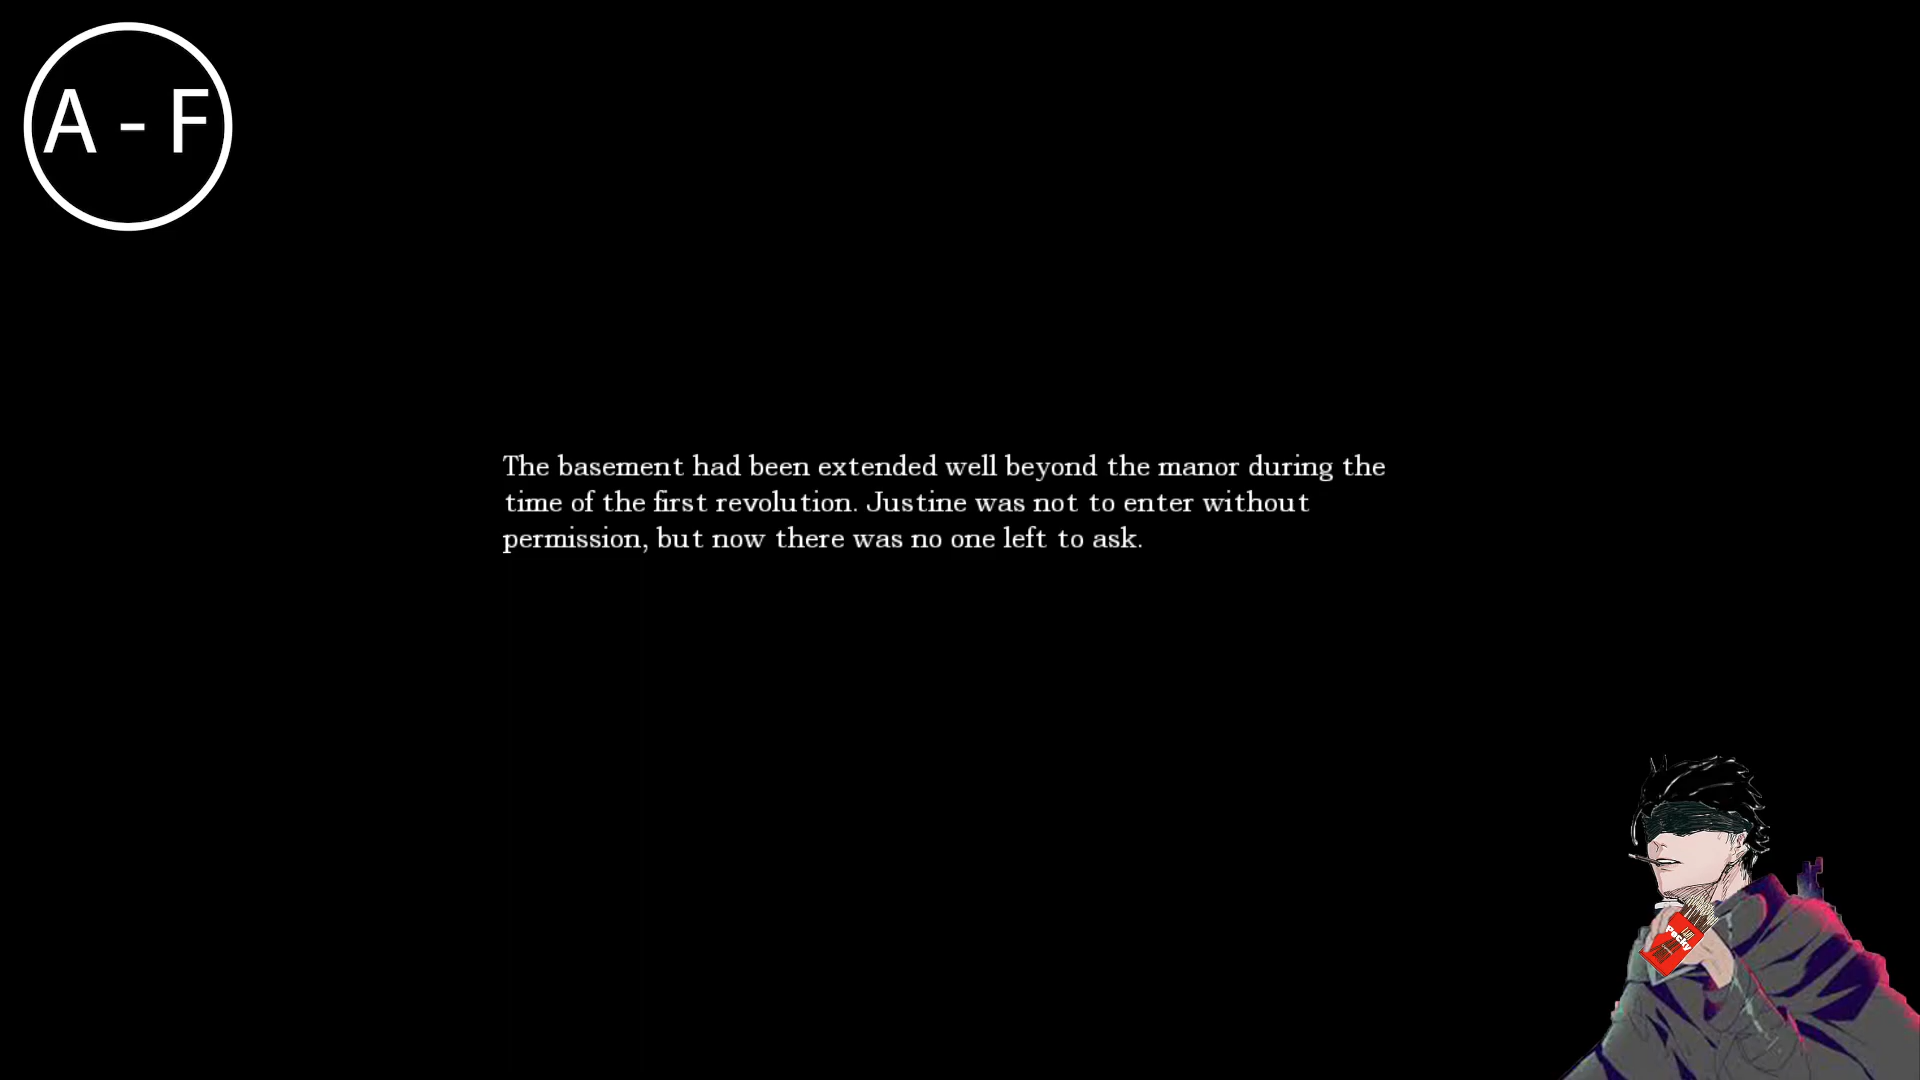 A - F
The basement had been extended well beyond the manor during the
time of the first revolution. Justine was not to enter without
permission, but now there was no one left to ask.
Pocky